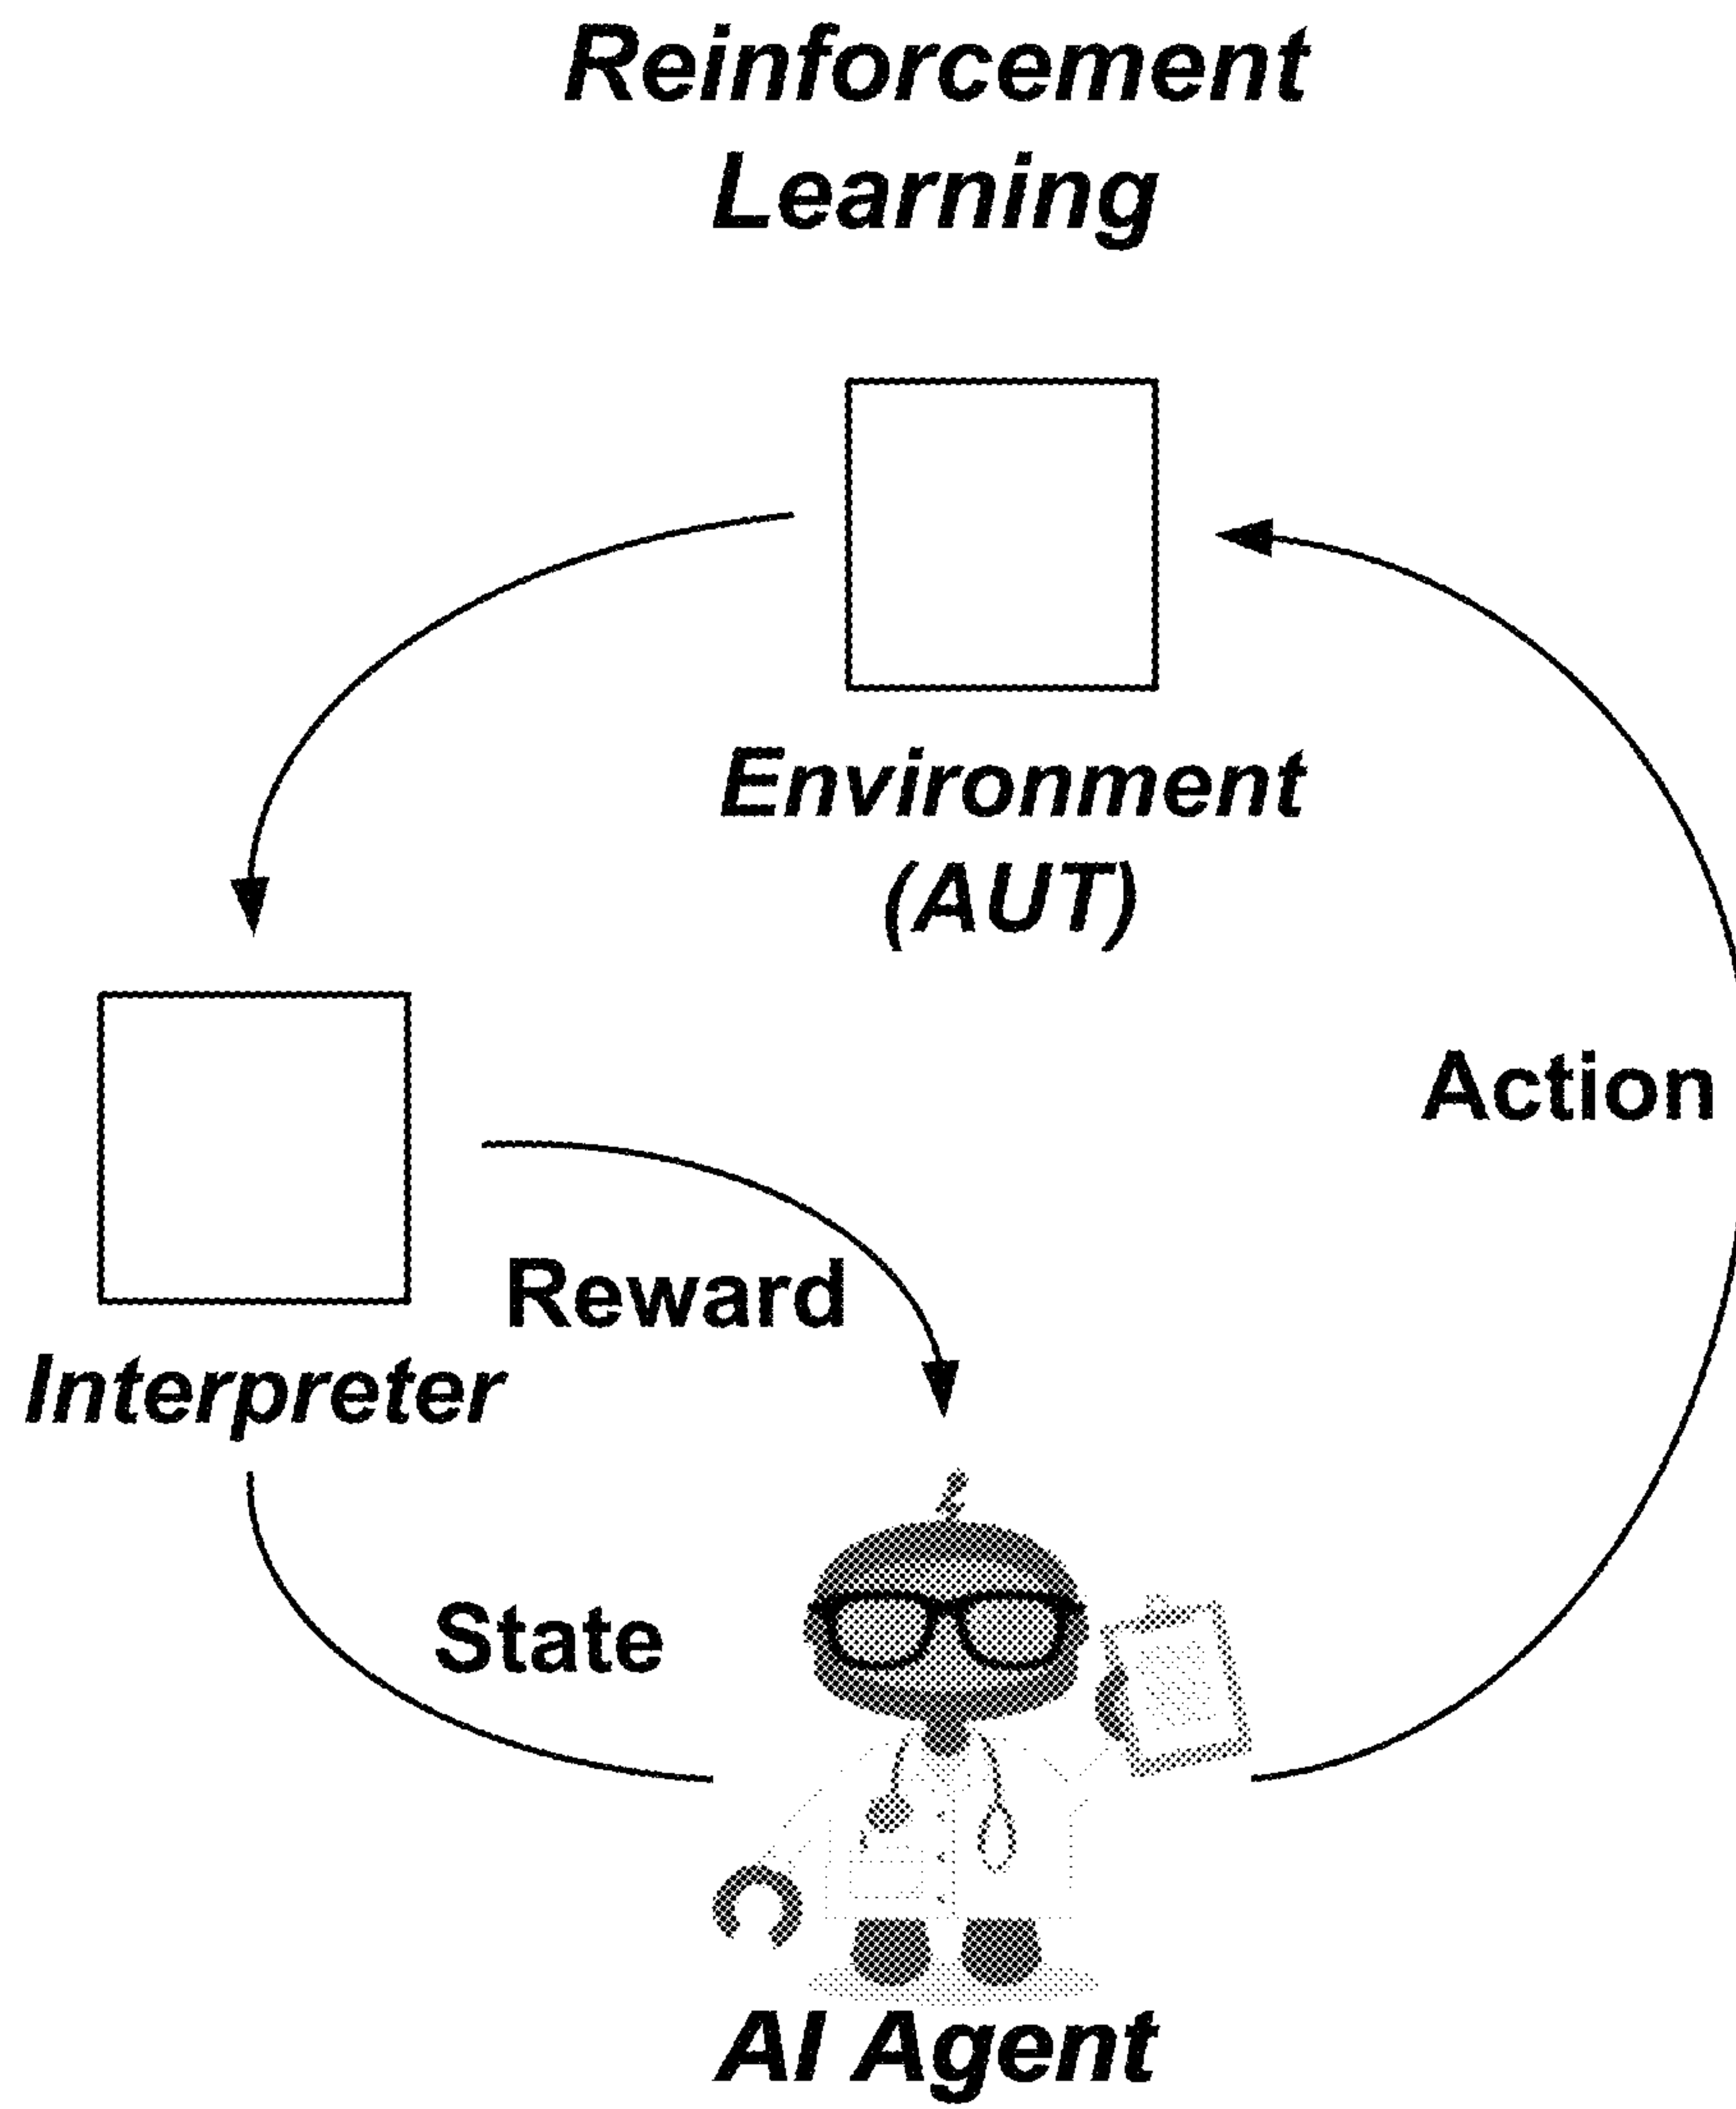 Reinforcement
Learning
Environment
(AUT)
Action
Reward
Interpreter
State
AI Agent